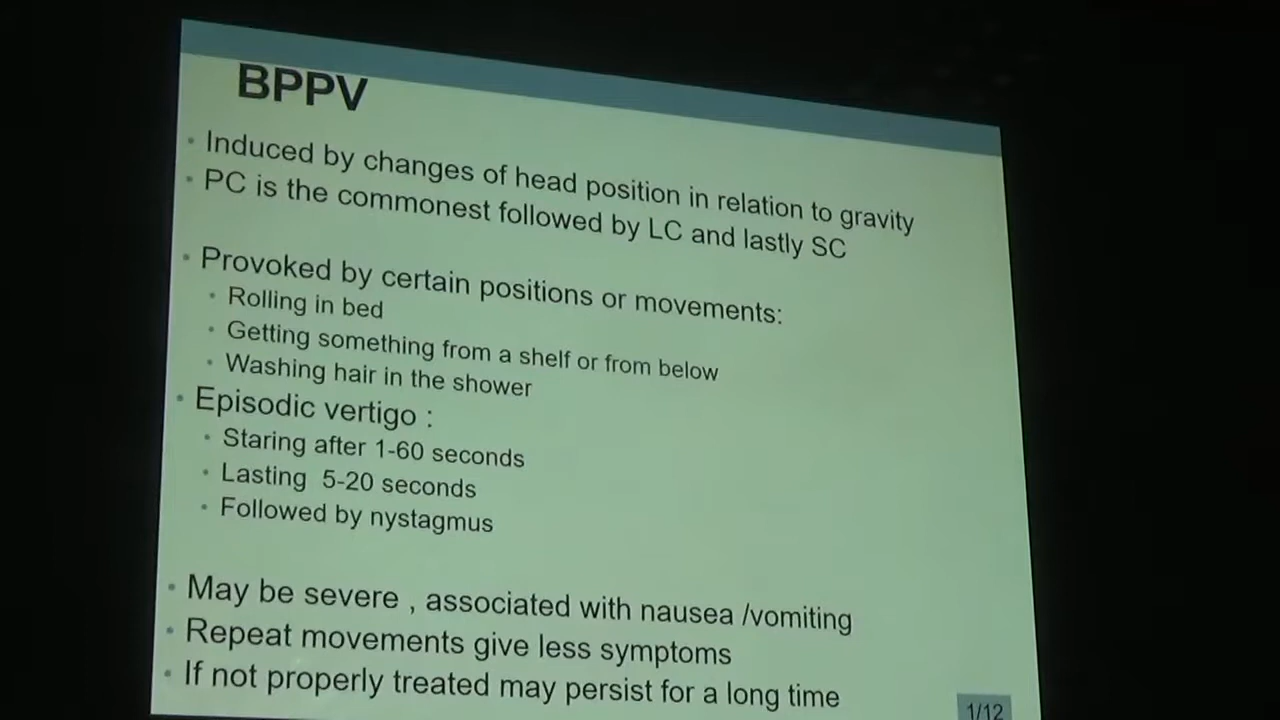 BPPV
• Induced by changes of head position in relation to gravity
• PC is the commonest followed by LC and lastly SC
• Provoked by certain positions or movements:
• Rolling in bed
• Getting something from a shelf or from below
• Washing hair in the shower
• Episodic vertigo :
• Staring after 1-60 seconds
• Lasting 5-20 seconds
• Followed by nystagmus
• May be severe , associated with nausea /vomiting
• Repeat movements give less symptoms
• If not properly treated may persist for a long time
1/12